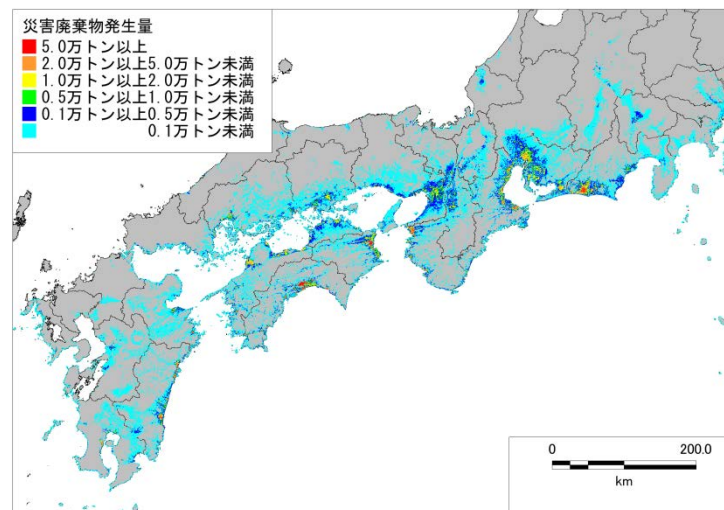 災害廃棄物発生量
5.0万トン以上
2.0万トン以上5.0万トン未満
1.0万トン以上2.0万トン未満
0.5万トン以上1.0万トン未満
0.1万トン以上0.5万トン未満
0.1万トン未満
0 200.0
km